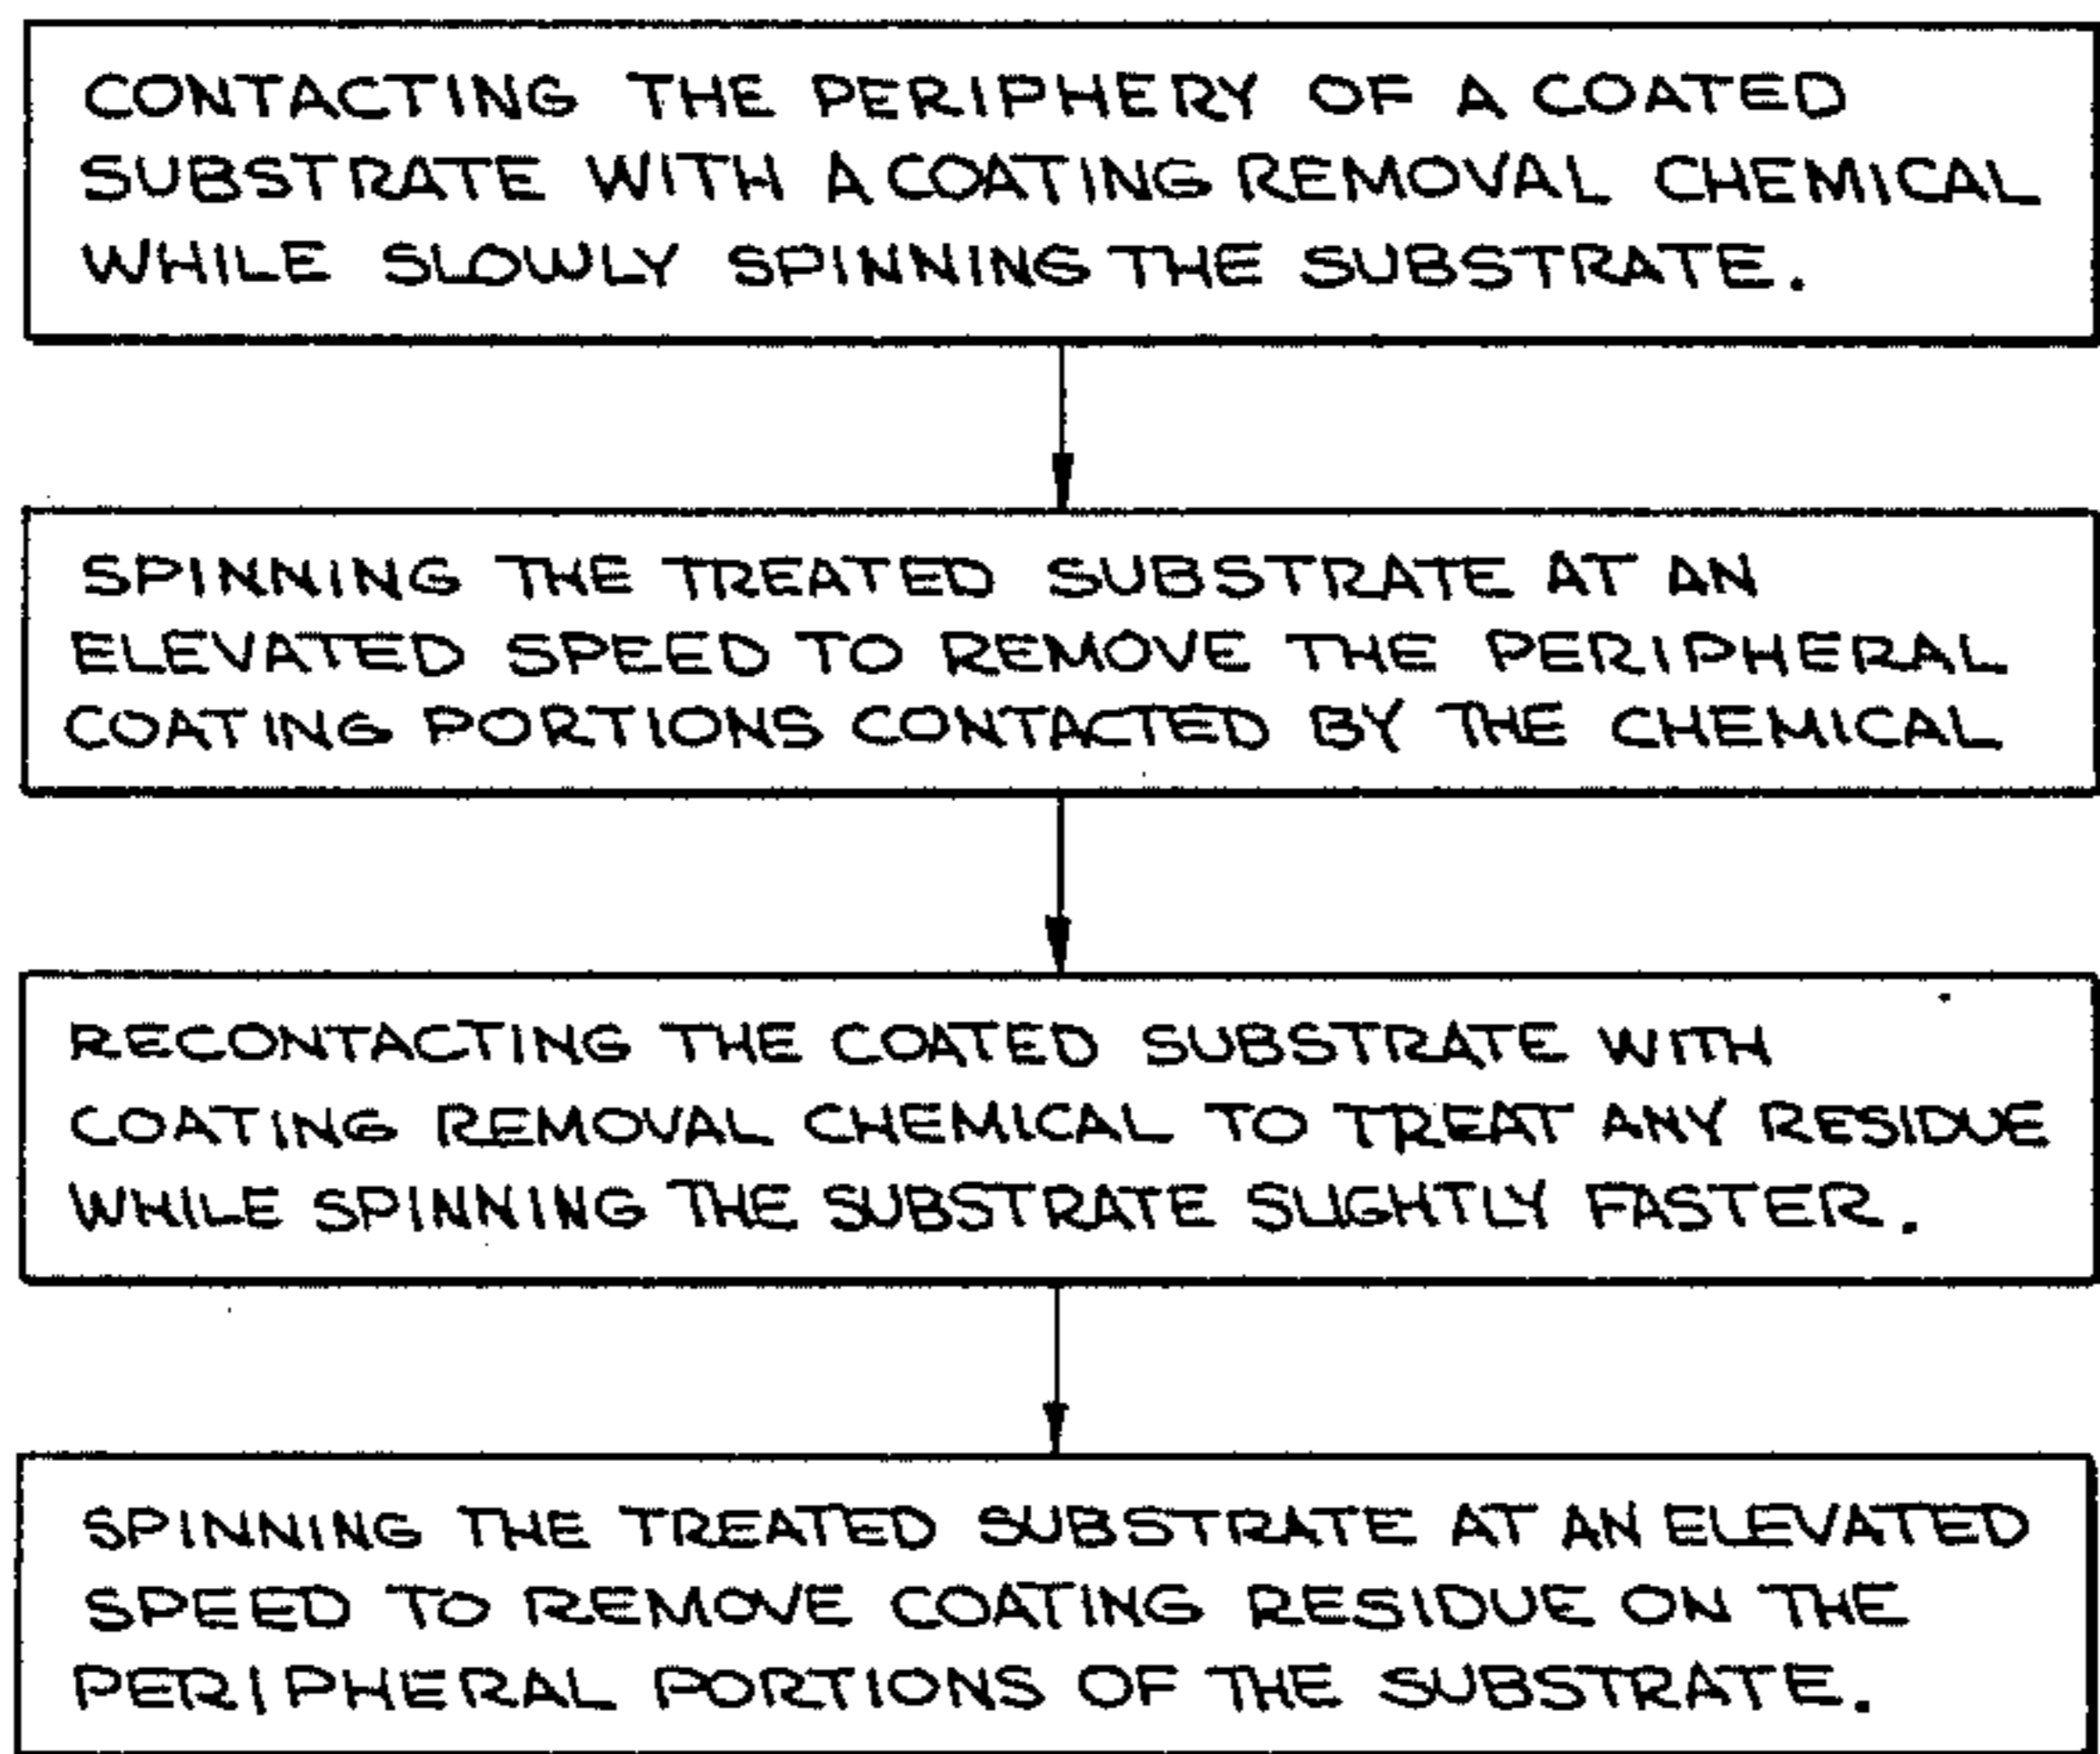 CONTACTING THE PERIPHERY OF A COATED
SUBSTRATE WITH A COATING REMOVAL CHEMICAL
WHILE SLOWLY SPINNING THE SUBSTRATE.
SPINNING THE TREATED SUBSTRATE AT AN
ELEVATED SPEED TO REMOVE THE PERIPHERAL
COATING PORTIONS CONTACTED BY THE CHEMICAL
RECONTACTING THE COATED SUBSTRATE WITH
COATING REMOVAL CHEMICAL TO TREAT ANY RESIDUE
WHILE SPINNING THE SUBSTRATE SLIGHTLY FASTER.
SPINNING THE TREATED SUBSTRATE AT AN ELEVATED
SPEED TO REMOVE COATING RESIDUE ON THE
PERIPHERAL PORTIONS OF THE SUBSTRATE.